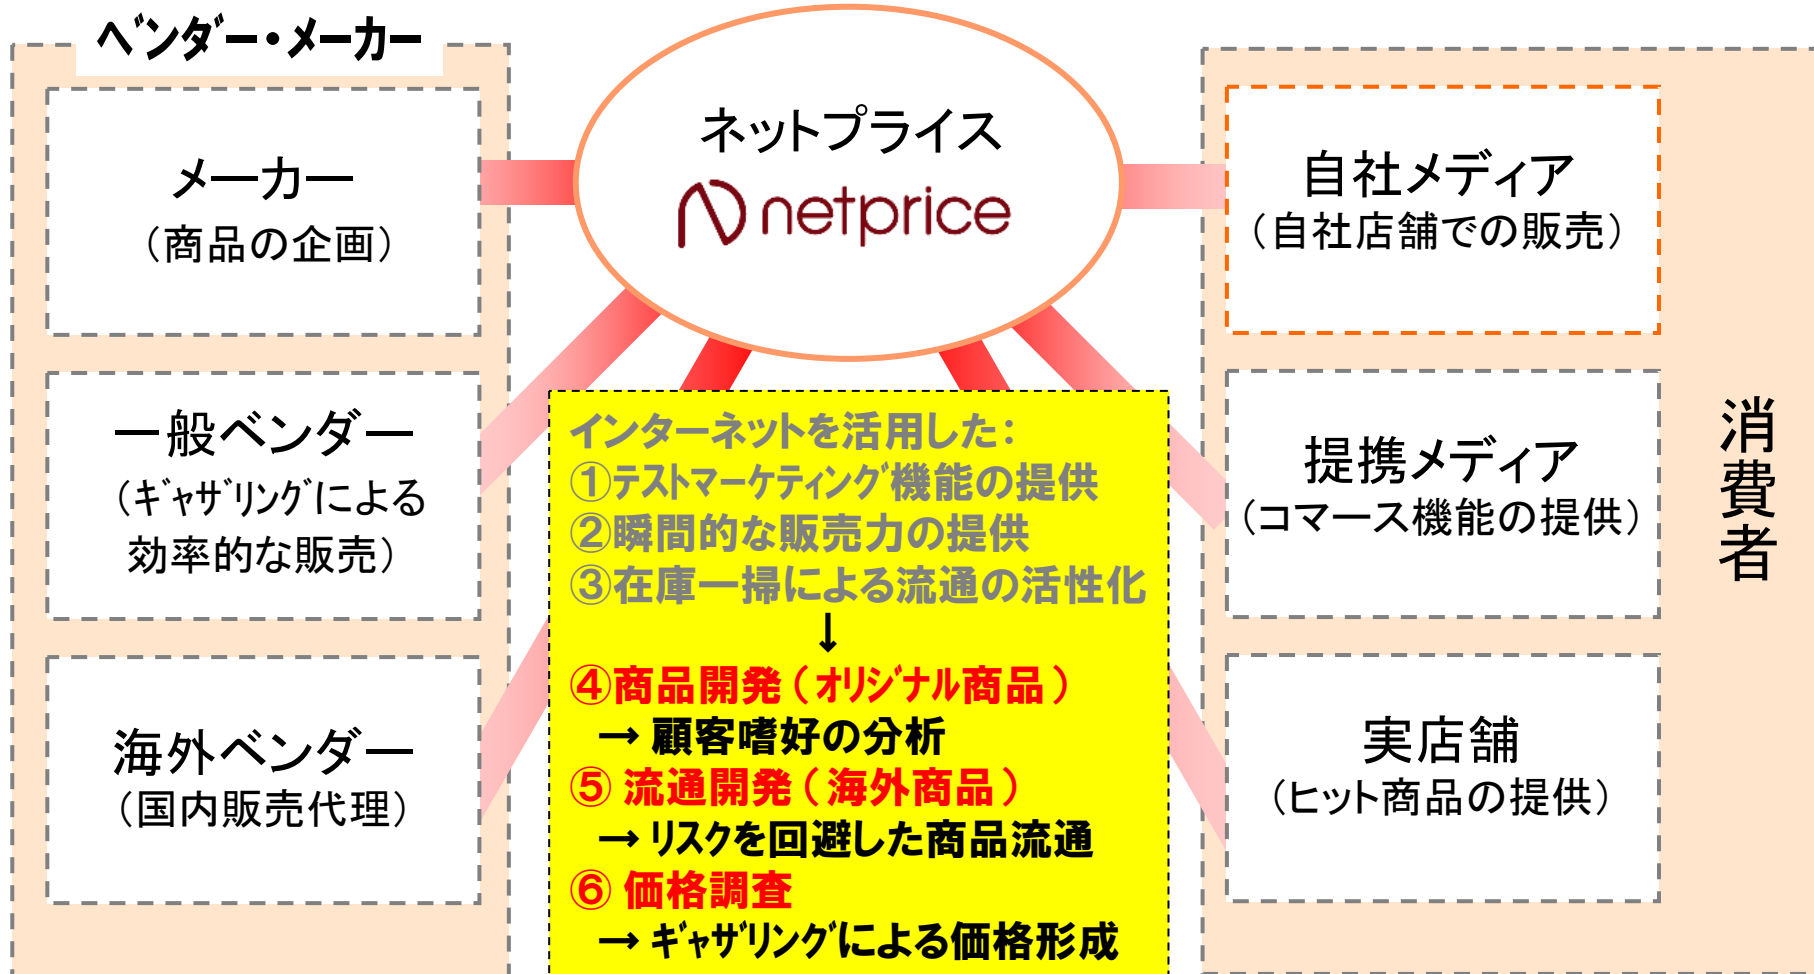 ベンダー・メーカー
メーカー
（商品の企画）
一般ベンダー
（ｷﾞｬｻﾞﾘﾝｸﾞによる
効率的な販売）
海外ベンダー
（国内販売代理）
ネットプライス
netprice
インターネットを活用した：
①ﾃｽﾄﾏｰｹﾃｨﾝｸﾞ機能の提供
②瞬間的な販売力の提供
③在庫一掃による流通の活性化
↓
④商品開発（ｵﾘｼﾞﾅﾙ商品）
→ 顧客嗜好の分析
⑤ 流通開発（海外商品）
→ ﾘｽｸを回避した商品流通
⑥ 価格調査
→ ｷﾞｬｻﾞﾘﾝｸﾞによる価格形成
自社メディア
（自社店舗での販売）
提携メディア
（コマース機能の提供）
実店舗
（ヒット商品の提供）
消費者